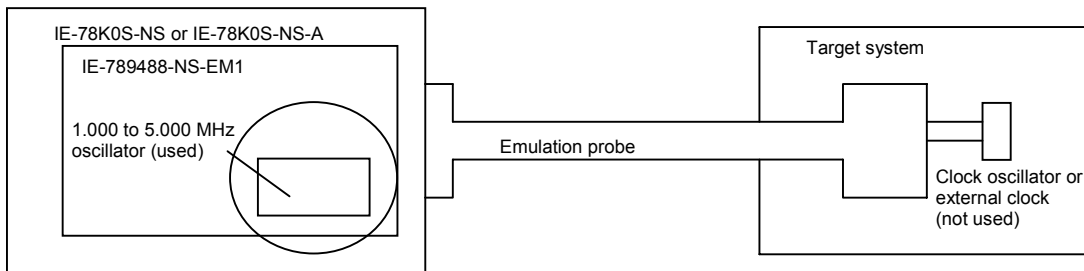 IE-78K0S-NS or IE-78K0S-NS-A
IE-789488-NS-EM1
1.000 to 5.000 MHz
oscillator (used)
Emulation probe
Target system
Clock oscillator or
external clock
(not used)